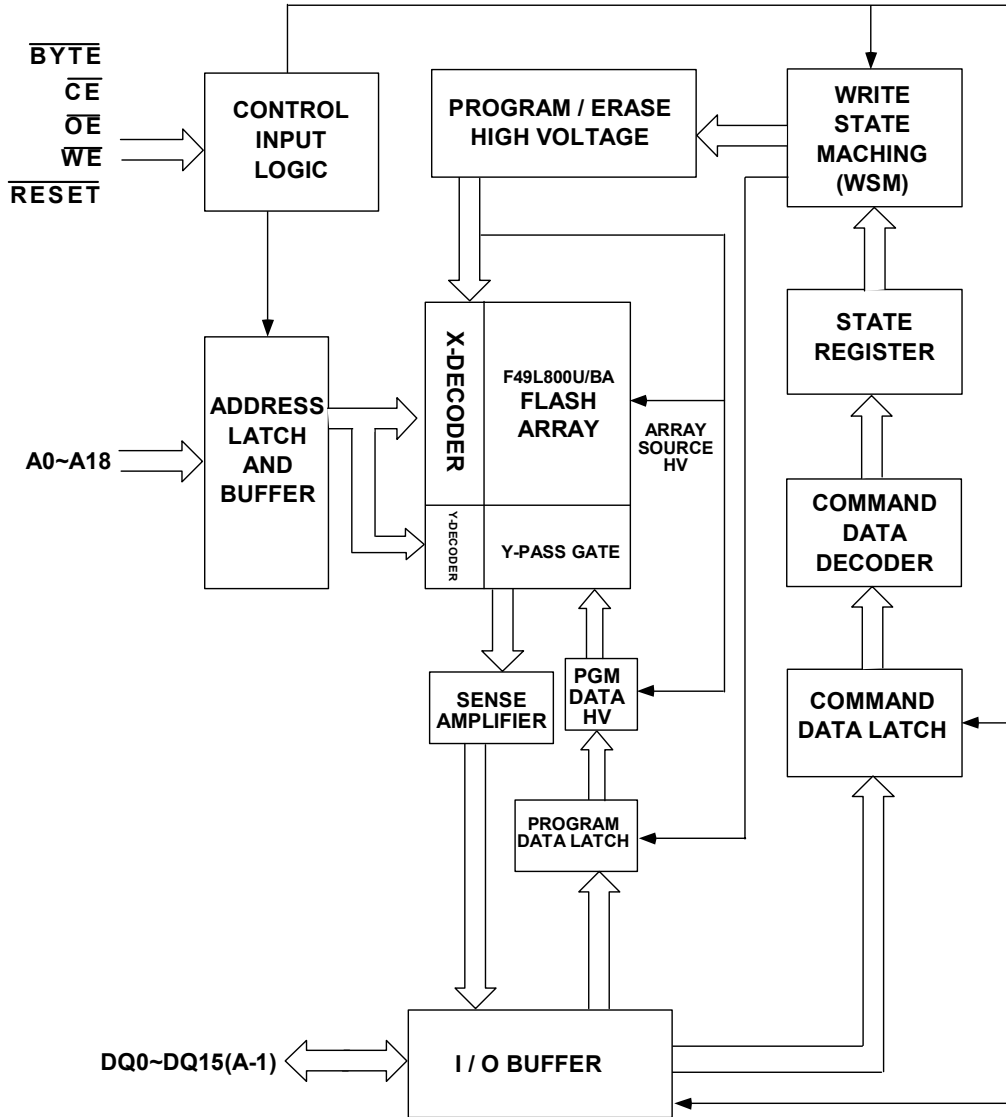 BYTE
CE
OE
WE
RESET
CONTROL
INPUT
LOGIC
PROGRAM / ERASE
HIGH VOLTAGE
WRITE
STATE
MACHING
(WSM)
STATE
REGISTER
A0~A18
ADDRESS
LATCH
AND
BUFFER
X-DECODER
F49L800U/BA
FLASH
ARRAY
ARRAY
SOURCE
HV
Y-DECODER
Y-PASS GATE
COMMAND
DATA
DECODER
SENSE
AMPLIFIER
PGM
DATA
HV
COMMAND
DATA LATCH
PROGRAM
DATA LATCH
DQ0~DQ15(A-1)
I / O BUFFER